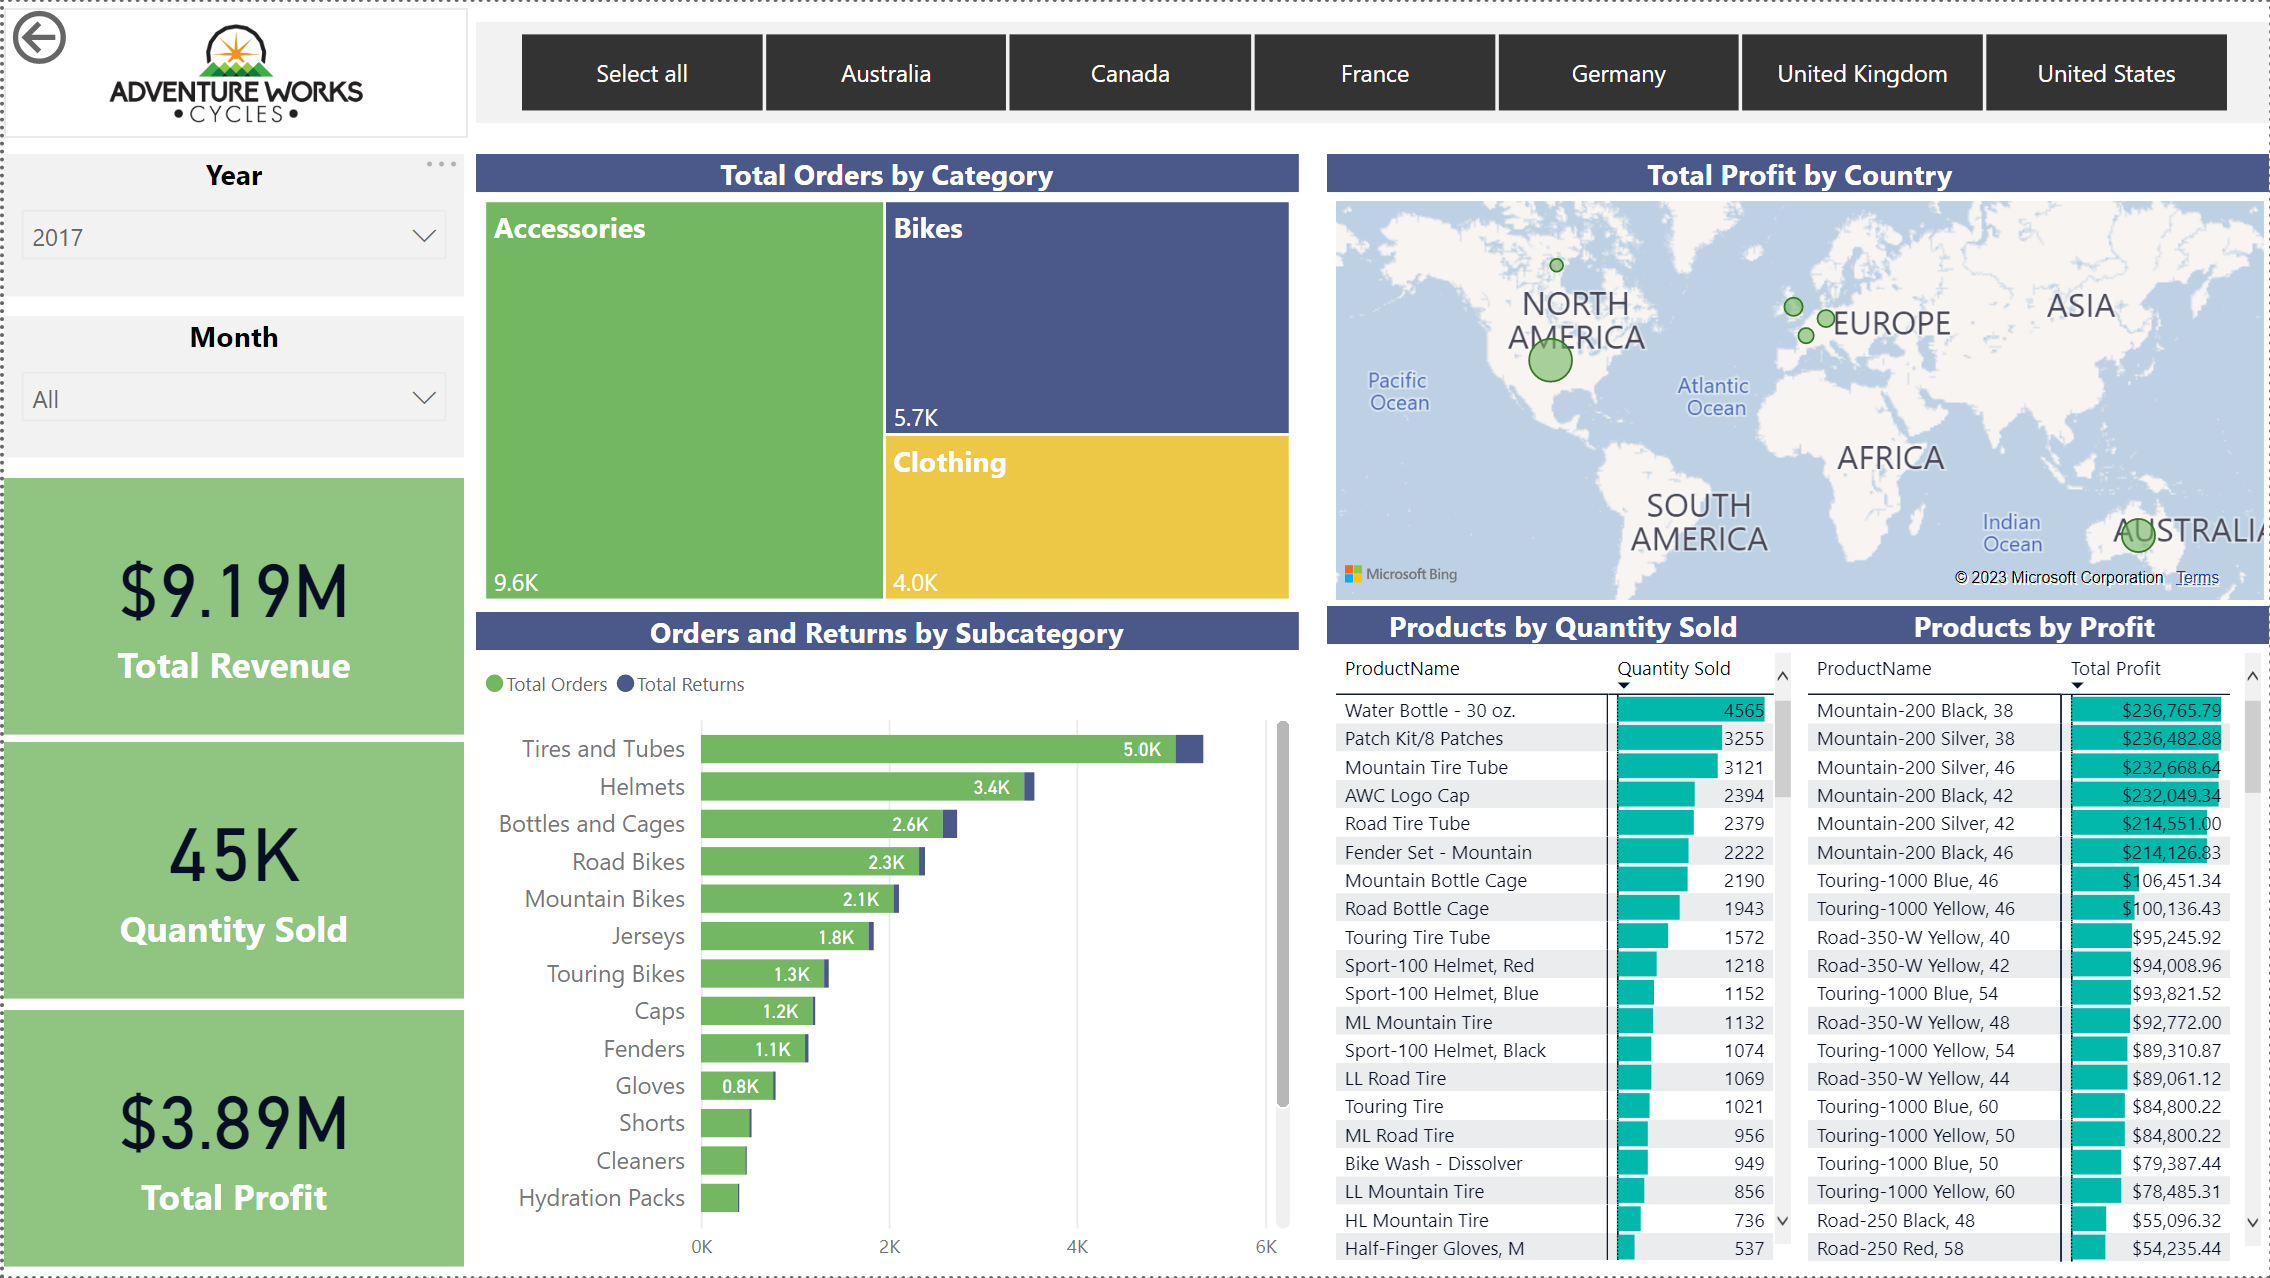 ADVENTURE WORKS
•CYCLES•
Select all
Australia
Canada
France
Germany
United Kingdom
United States
Year
2017
Month
All
$9.19M
Total Revenue
45K
Quantity Sold
$3.89M
Total Profit
Total Orders by Category
Accessories
9.6K
Bikes
5.7K
Clothing
4.0K
Orders and Returns by Subcategory
Total Orders
Total Returns
Tires and Tubes 5.0K
Helmets 3.4K
Bottles and Cages 2.6K
Road Bikes 2.3K
Mountain Bikes 2.1K
Jerseys 1.8K
Touring Bikes 1.3K
Caps 1.2K
Fenders 1.1K
Gloves 0.8K
Shorts
Cleaners
Hydration Packs
0K 2K 4K 6K
Total Profit by Country
NORTH
AMERICA
EUROPE
ASIA
Pacific
Ocean
Atlantic
Ocean
AFRICA
SOUTH
AMERICA
Indian
Ocean
AUSTRALIA
Microsoft Bing
© 2023 Microsoft Corporation Terms
Products by Quantity Sold
ProductName Quantity Sold
Water Bottle - 30 oz. 4565
Patch Kit/8 Patches 3255
Mountain Tire Tube 3121
AWC Logo Cap 2394
Road Tire Tube 2379
Fender Set - Mountain 2222
Mountain Bottle Cage 2190
Road Bottle Cage 1943
Touring Tire Tube 1572
Sport-100 Helmet, Red 1218
Sport-100 Helmet, Blue 1152
ML Mountain Tire 1132
Sport-100 Helmet, Black 1074
LL Road Tire 1069
Touring Tire 1021
ML Road Tire 956
Bike Wash - Dissolver 949
LL Mountain Tire 856
HL Mountain Tire 736
Half-Finger Gloves, M 537
Products by Profit
ProductName Total Profit
Mountain-200 Black, 38 $236,765.79
Mountain-200 Silver, 38 $236,482.88
Mountain-200 Silver, 46 $232,668.64
Mountain-200 Black, 42 $232,049.34
Mountain-200 Silver, 42 $214,551.00
Mountain-200 Black, 46 $214,126.83
Touring-1000 Blue, 46 $106,451.34
Touring-1000 Yellow, 46 $100,136.43
Road-350-W Yellow, 40 $95,245.92
Road-350-W Yellow, 42 $94,008.96
Touring-1000 Blue, 54 $93,821.52
Road-350-W Yellow, 48 $92,772.00
Touring-1000 Yellow, 54 $89,310.87
Road-350-W Yellow, 44 $89,061.12
Touring-1000 Blue, 60 $84,800.22
Touring-1000 Yellow, 50 $84,800.22
Touring-1000 Blue, 50 $79,387.44
Touring-1000 Yellow, 60 $78,485.31
Road-250 Black, 48 $55,096.32
Road-250 Red, 58 $54,235.44